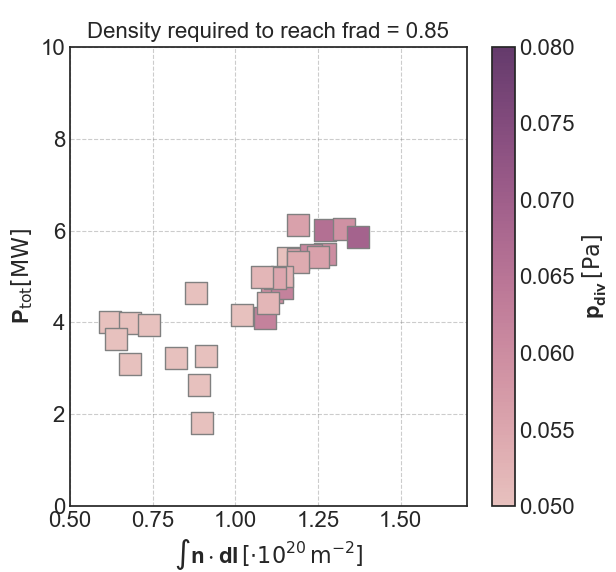 Density required to reach frad = 0.85
10
8
6
4
2
0
P_tot[MW]
0.50 0.75 1.00 1.25 1.50
∫n · dl [·10^20 m^−2]
0.080
0.075
0.070
0.065
0.060
0.055
0.050
p_div [Pa]